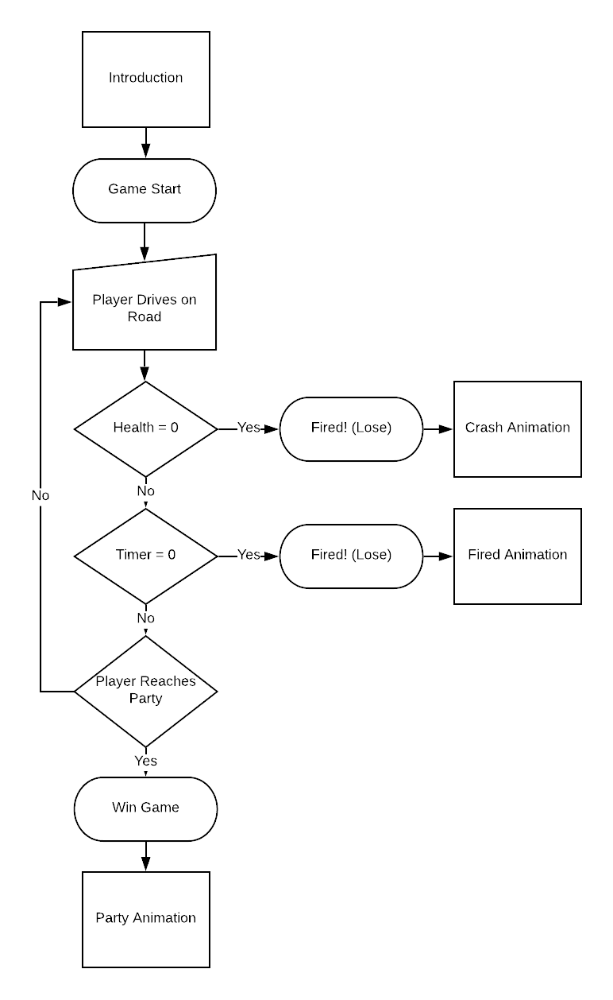 Introduction
Game Start
Player Drives on
Road
Health = 0
Yes
Fired! (Lose)
Crash Animation
No
No
Timer = 0
Yes
Fired! (Lose)
Fired Animation
No
Player Reaches
Party
Yes
Win Game
Party Animation